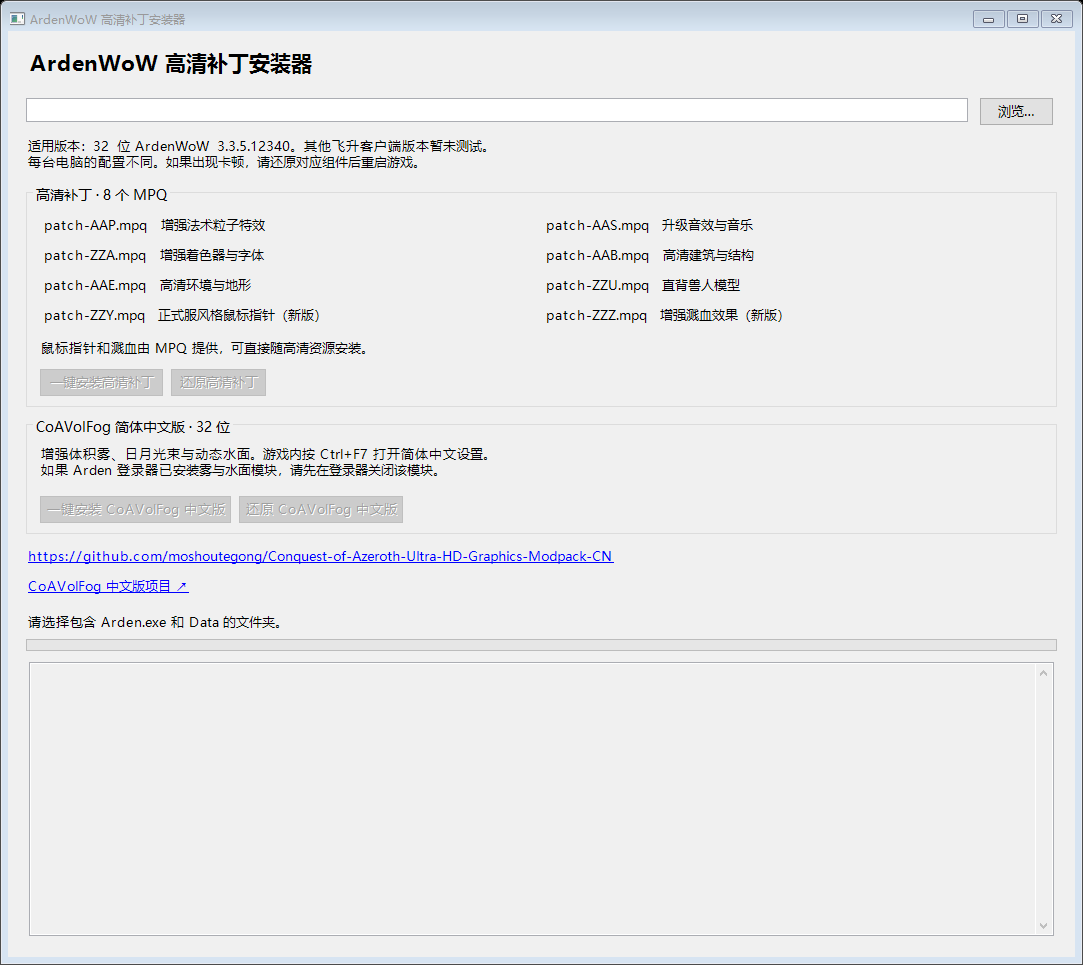 ArdenWoW 高清补丁安装器
ArdenWoW 高清补丁安装器
浏览...
适用版本：32 位 ArdenWoW 3.3.5.12340。其他飞升客户端版本暂未测试。
每台电脑的配置不同。如果出现卡顿，请还原对应组件后重启游戏。
高清补丁 · 8 个 MPQ
patch-AAP.mpq 增强法术粒子特效
patch-AAS.mpq 升级音效与音乐
patch-ZZA.mpq 增强着色器与字体
patch-AAB.mpq 高清建筑与结构
patch-AAE.mpq 高清环境与地形
patch-ZZU.mpq 直背兽人模型
patch-ZZY.mpq 正式服风格鼠标指针（新版）
patch-ZZZ.mpq 增强溅血效果（新版）
鼠标指针和溅血由 MPQ 提供，可直接随高清资源安装。
一键安装高清补丁
还原高清补丁
CoAVolFog 简体中文版 · 32 位
增强体积雾、日月光束与动态水面。游戏内按 Ctrl+F7 打开简体中文设置。
如果 Arden 登录器已安装雾与水面模块，请先在登录器关闭该模块。
一键安装 CoAVolFog 中文版
还原 CoAVolFog 中文版
https://github.com/moshoutegong/Conquest-of-Azeroth-Ultra-HD-Graphics-Modpack-CN
CoAVolFog 中文版项目 ↗
请选择包含 Arden.exe 和 Data 的文件夹。